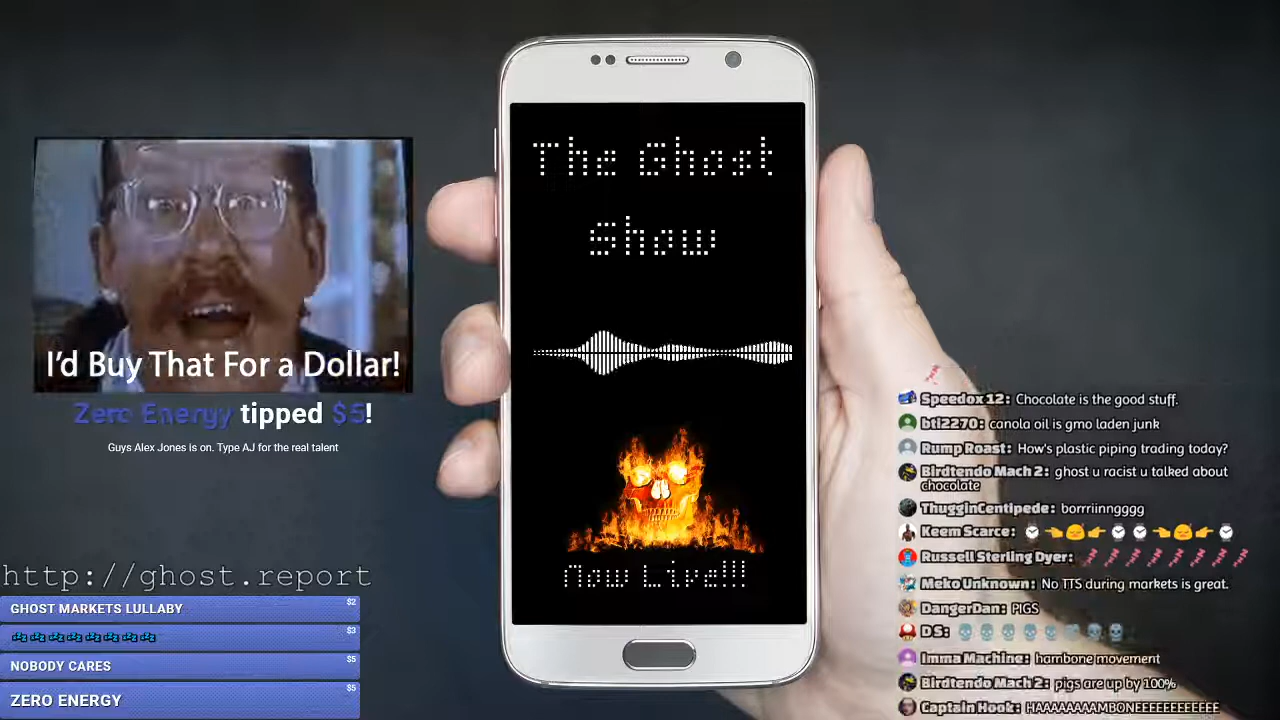 The Ghost
Show
Now Live!!!
I'd Buy That For a Dollar!
Zero Energy tipped $5!
Guys Alex Jones is on. Type AJ for the real talent
http://ghost.report
GHOST MARKETS LULLABY $2
$3
NOBODY CARES $5
ZERO ENERGY $5
Speedox 12: Chocolate is the good stuff.
bti2270: canola oil is gmo laden junk
Rump Roast: How's plastic piping trading today?
Birdtendo Mach 2: ghost u racist u talked about
chocolate
ThugginCentipede: borrriinngggg
Keem Scarce:
Russell Sterling Dyer:
Meko Unknown: No TTS during markets is great.
DangerDan: PIGS
DS:
Imma Machine: hambone movement
Birdtendo Mach 2: pigs are up by 100%
Captain Hook: HAAAAAAAMBONEEEEEEEEEEEE